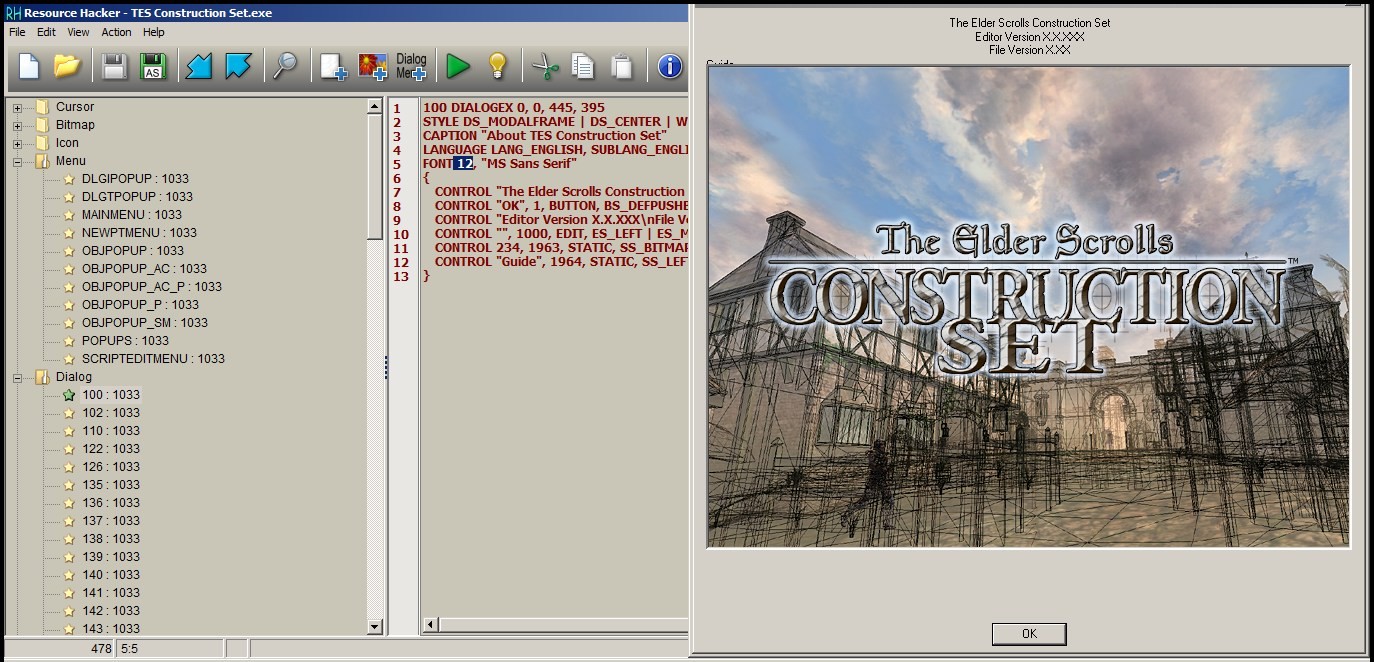 Resource Hacker - TES Construction Set.exe
File Edit View Action Help
AS
Dialog
Men
Cursor
Bitmap
Icon
Menu
DLGIPOPUP : 1033
DLGTPOPUP : 1033
MAINMENU : 1033
NEWPTMENU : 1033
OBJPOPUP : 1033
OBJPOPUP_AC : 1033
OBJPOPUP_AC_P : 1033
OBJPOPUP_P : 1033
OBJPOPUP_SM : 1033
POPUPS : 1033
SCRIPTEDITMENU : 1033
Dialog
100 : 1033
102 : 1033
110 : 1033
122 : 1033
126 : 1033
135 : 1033
136 : 1033
137 : 1033
138 : 1033
139 : 1033
140 : 1033
141 : 1033
142 : 1033
143 : 1033
478 5:5
1 100 DIALOGEX 0, 0, 445, 395
2 STYLE DS_MODALFRAME | DS_CENTER | W
3 CAPTION "About TES Construction Set"
4 LANGUAGE LANG_ENGLISH, SUBLANG_ENGLI
5 FONT 12, "MS Sans Serif"
6 {
7 CONTROL "The Elder Scrolls Construction
8 CONTROL "OK", 1, BUTTON, BS_DEFPUSHE
9 CONTROL "Editor Version X.X.XXX\nFile Ve
10 CONTROL "", 1000, EDIT, ES_LEFT | ES_M
11 CONTROL 234, 1963, STATIC, SS_BITMAP
12 CONTROL "Guide", 1964, STATIC, SS_LEF
13 }
The Elder Scrolls Construction Set
Editor Version X.X.XXX
File Version X.XX
Guide
The Elder Scrolls
CONSTRUCTION
SET
™
OK